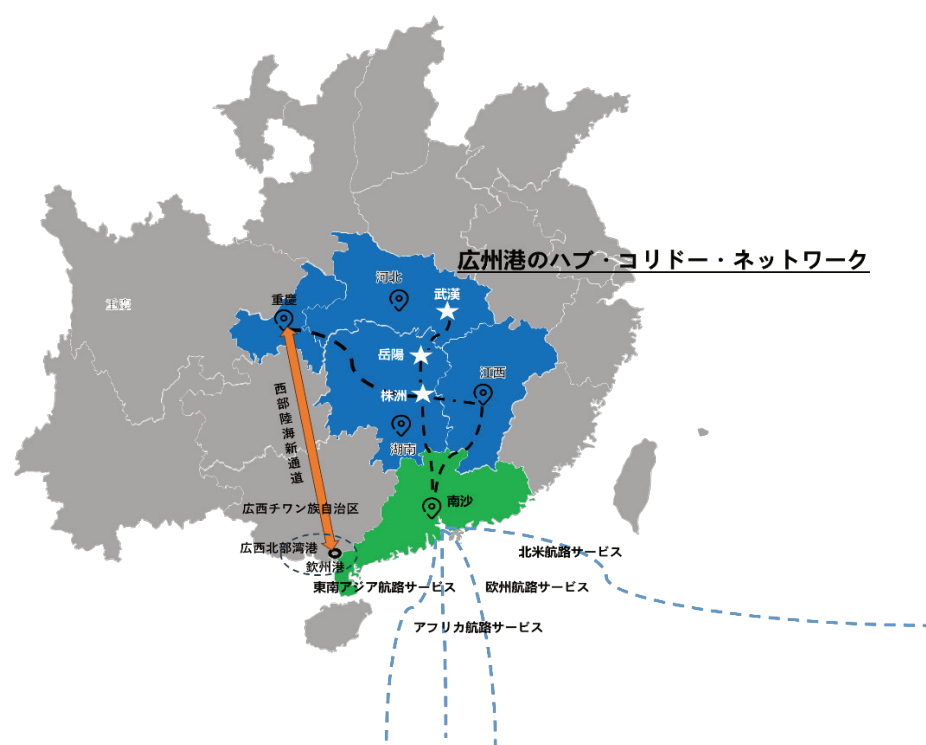 広州港のハブ・コリドー・ネットワーク
河北
武漢
重慶
岳陽
江西
株洲
湖南
西部陸海新通道
南沙
広西チワン族自治区
広西北部湾港
欽州港
北米航路サービス
東南アジア航路サービス
欧州航路サービス
アフリカ航路サービス